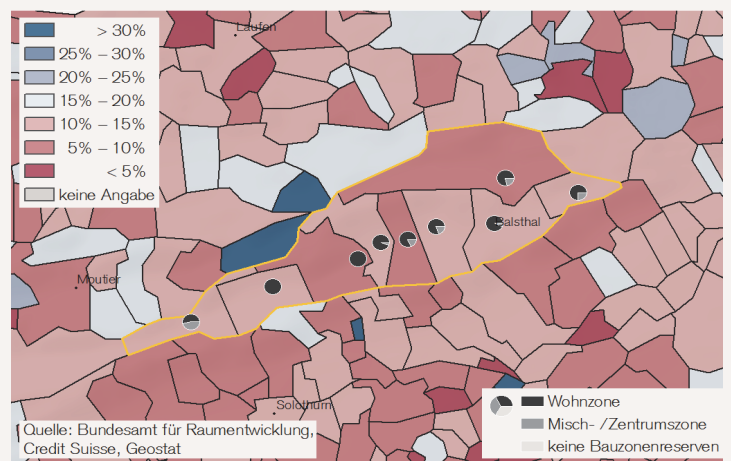 > 30%
25% – 30%
20% – 25%
15% – 20%
10% – 15%
5% – 10%
< 5%
keine Angabe
Laufen
Balsthal
Moutier
Solothurn
Quelle: Bundesamt für Raumentwicklung,
Credit Suisse, Geostat
Wohnzone
Misch- /Zentrumszone
keine Bauzonenreserven